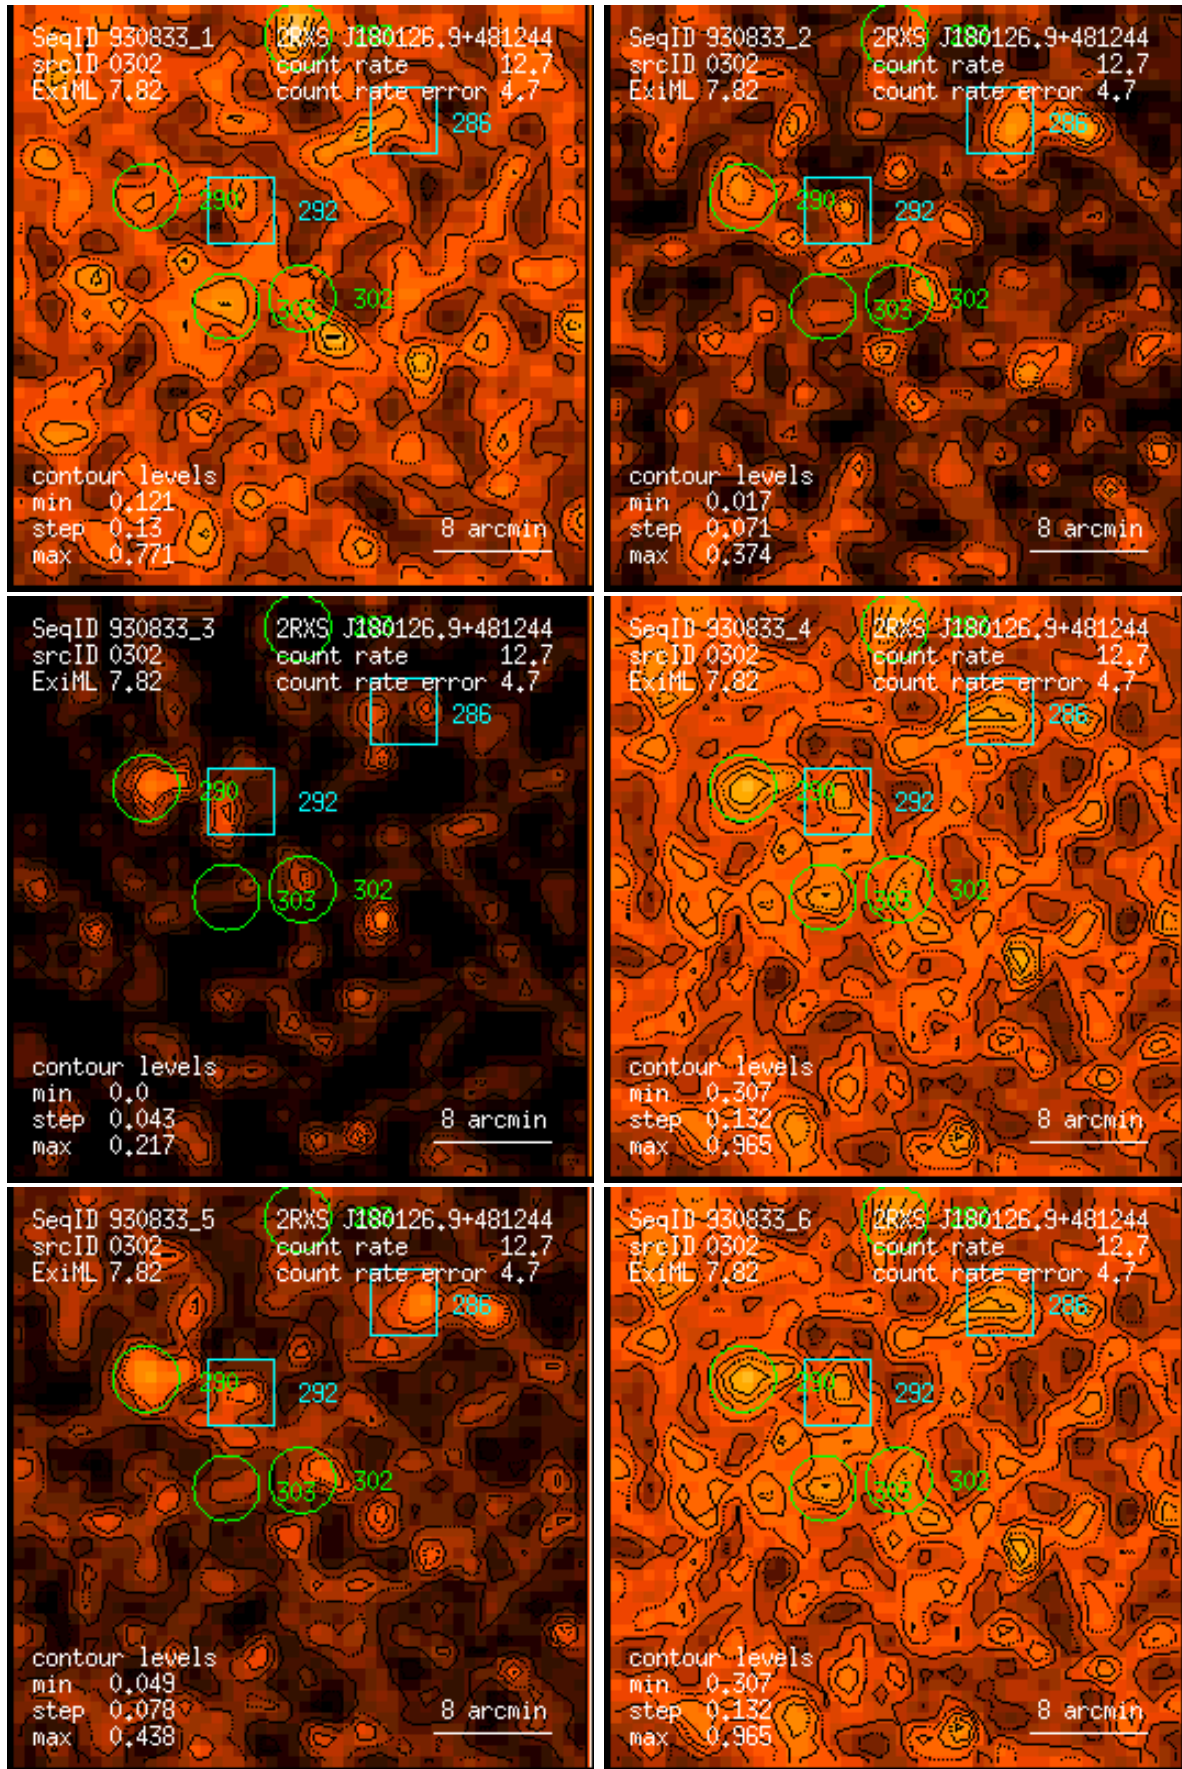 SeqID 930833_1 2RXS J180126.9+481244
srcID 0302 count rate 12.7
ExiML 7.82 count rate error 4.7
286
290
292
303 302
contour levels
min 0.121
step 0.13 8 arcmin
max 0.771
SeqID 930833_2 2RXS J180126.9+481244
srcID 0302 count rate 12.7
ExiML 7.82 count rate error 4.7
286
290
292
303 302
contour levels
min 0.017
step 0.071 8 arcmin
max 0.374
SeqID 930833_3 2RXS J180126.9+481244
srcID 0302 count rate 12.7
ExiML 7.82 count rate error 4.7
286
290
292
303 302
contour levels
min 0.0
step 0.043 8 arcmin
max 0.217
SeqID 930833_4 2RXS J180126.9+481244
srcID 0302 count rate 12.7
ExiML 7.82 count rate error 4.7
286
290
292
303 302
contour levels
min 0.307
step 0.132 8 arcmin
max 0.965
SeqID 930833_5 2RXS J180126.9+481244
srcID 0302 count rate 12.7
ExiML 7.82 count rate error 4.7
286
290
292
303 302
contour levels
min 0.049
step 0.078 8 arcmin
max 0.438
SeqID 930833_6 2RXS J180126.9+481244
srcID 0302 count rate 12.7
ExiML 7.82 count rate error 4.7
286
290
292
303 302
contour levels
min 0.307
step 0.132 8 arcmin
max 0.965